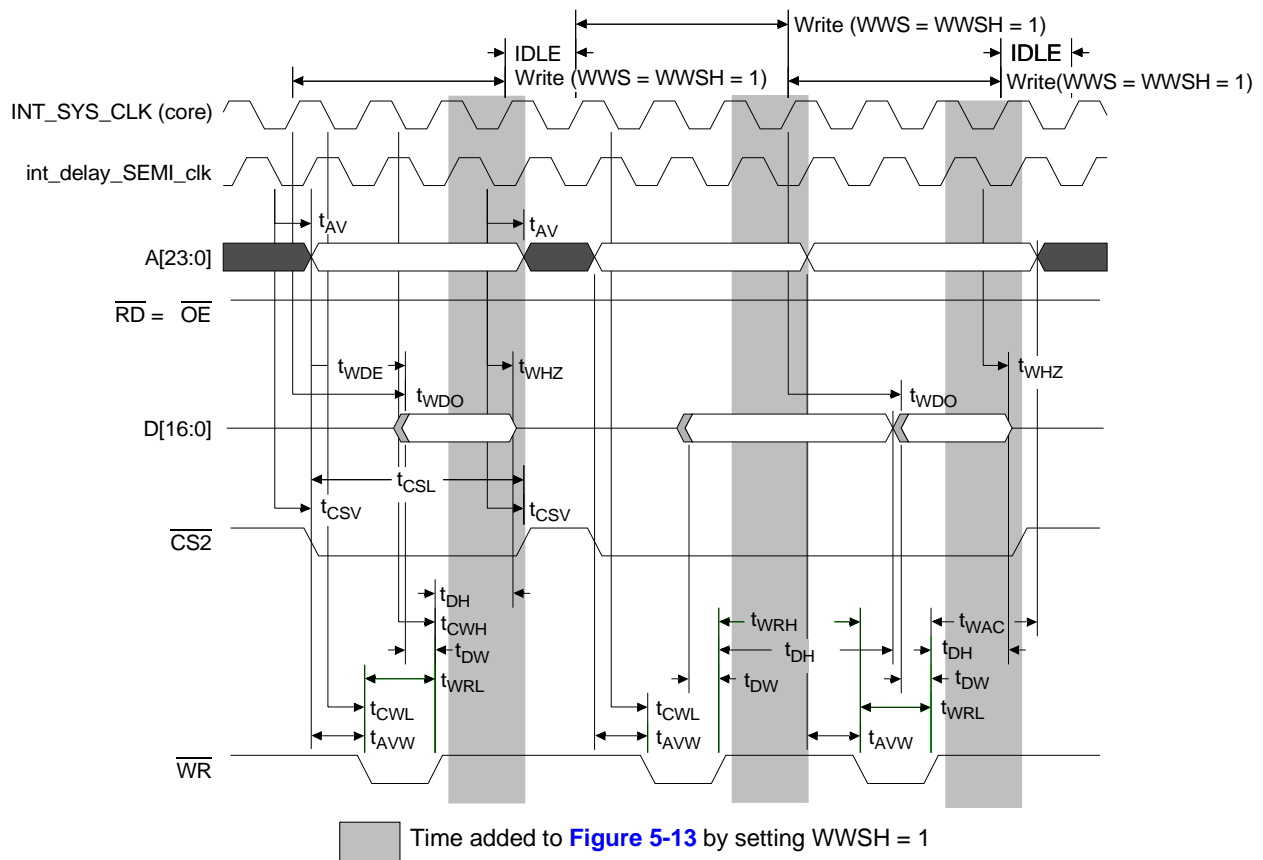 Write (WWS = WWSH = 1)
IDLE
IDLE
Write (WWS = WWSH = 1)
Write(WWS = WWSH = 1)
INT_SYS_CLK (core)
int_delay_SEMI_clk
tAV
tAV
A[23:0]
RD = OE
tWDE
tWHZ
tWHZ
tWDO
tWDO
D[16:0]
tCSL
tCSV
tCSV
CS2
tDH
tCWH
tWRH
tWAC
tDW
tDH
tDH
tWRL
tDW
tDW
tCWL
tCWL
tWRL
tAVW
tAVW
tAVW
WR
Time added to Figure 5-13 by setting WWSH = 1